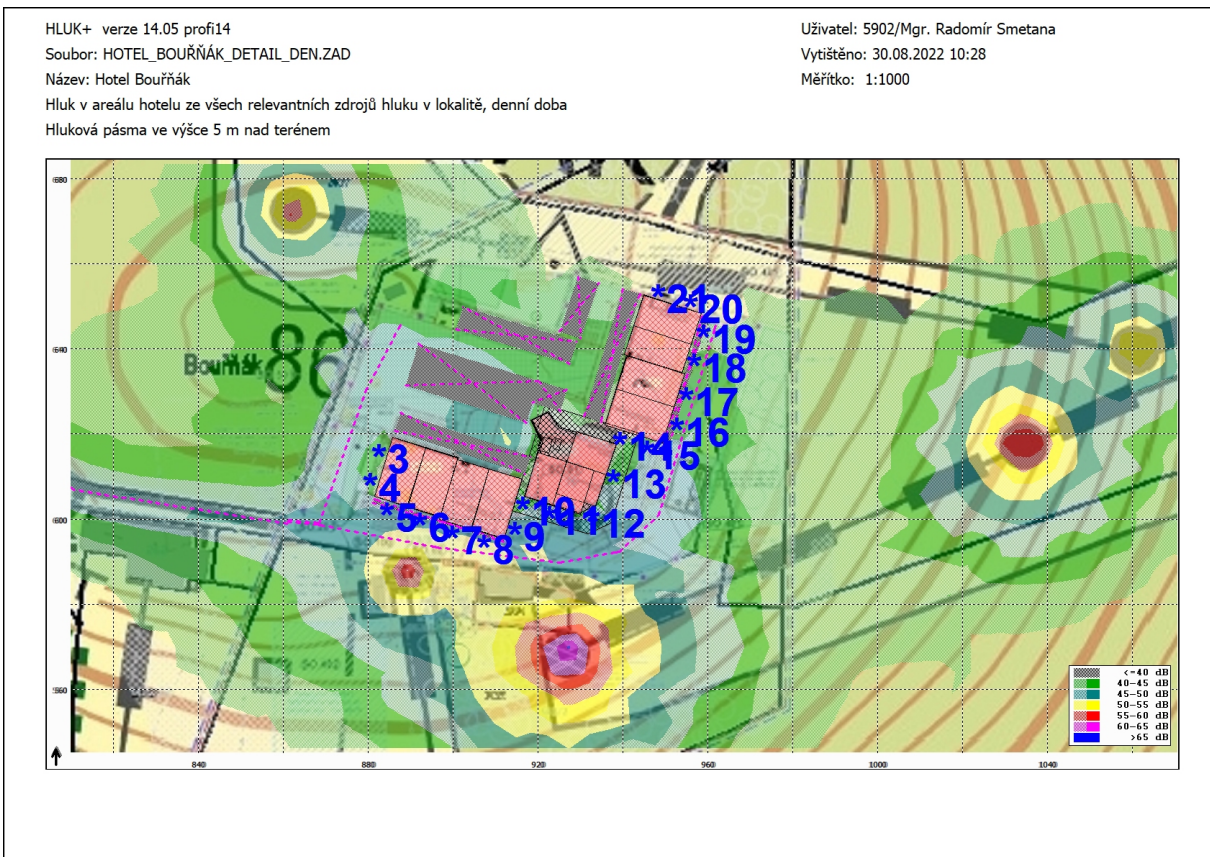 HLUK+ verze 14.05 profi14
Soubor: HOTEL_BOUŘŇÁK_DETAIL_DEN.ZAD
Název: Hotel Bouřňák
Hluk v areálu hotelu ze všech relevantních zdrojů hluku v lokalitě, denní doba
Hluková pásma ve výšce 5 m nad terénem
Uživatel: 5902/Mgr. Radomír Smetana
Vytištěno: 30.08.2022 10:28
Měřítko: 1:1000
680
640
600
560
Bouřňák
86
*21
*20
*19
*18
*17
*16
*15
*14
*13
*12
*11
*10
*9
*8
*7
*6
*5
*4
*3
<=40 dB
40-45 dB
45-50 dB
50-55 dB
55-60 dB
60-65 dB
>65 dB
840
880
920
960
1000
1040